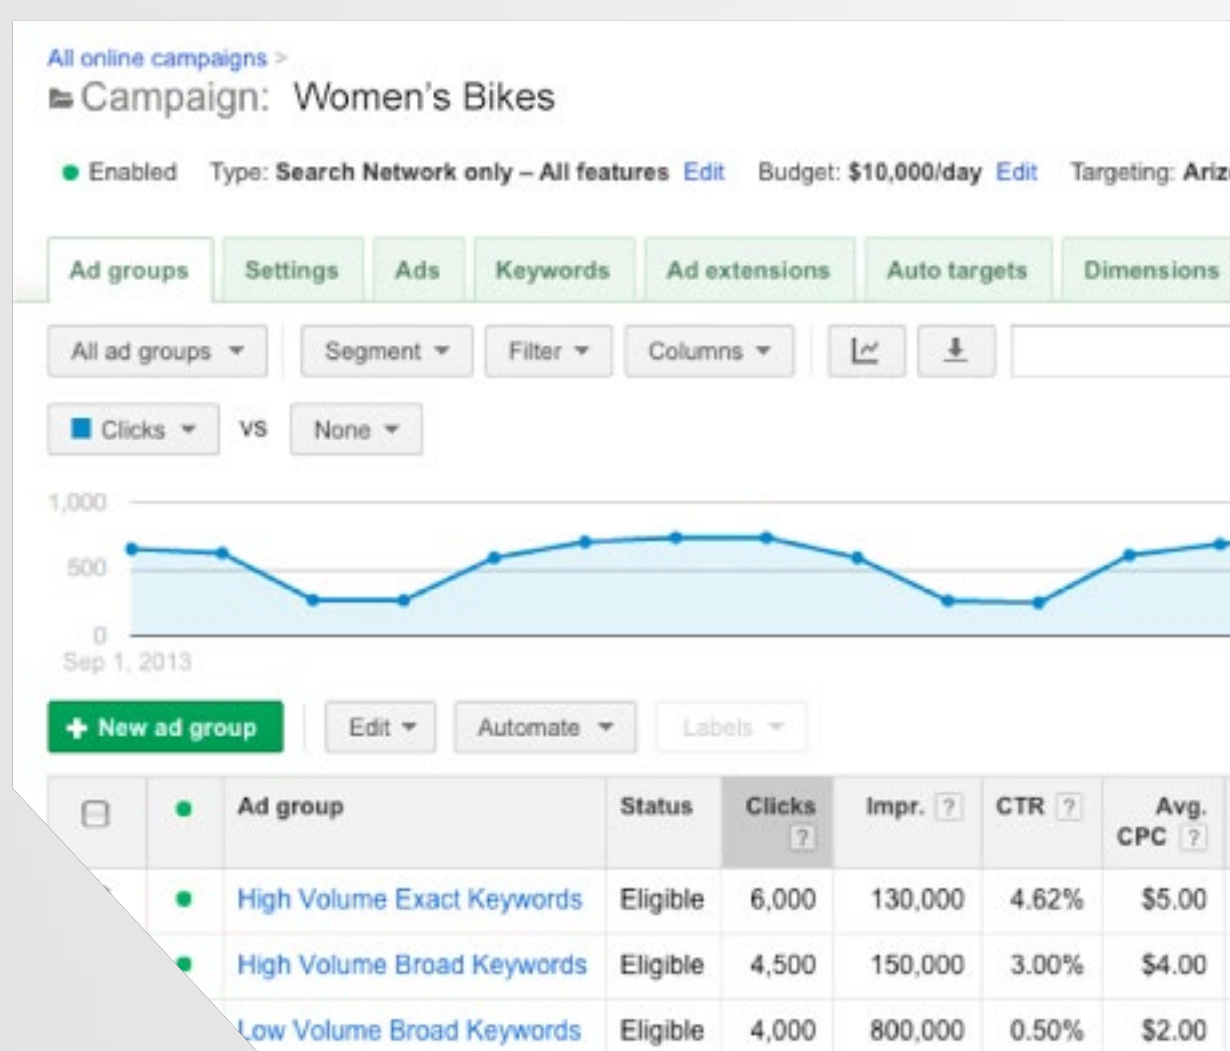 All online campaigns >
Campaign: Women's Bikes
Enabled Type: Search Network only – All features Edit Budget: $10,000/day Edit Targeting: Ariz
Ad groups Settings Ads Keywords Ad extensions Auto targets Dimensions
All ad groups Segment Filter Columns
Clicks VS None
1,000
500
0
Sep 1, 2013
+ New ad group Edit Automate Labels
Ad group Status Clicks ? Impr. ? CTR ? Avg. CPC ?
High Volume Exact Keywords Eligible 6,000 130,000 4.62% $5.00
High Volume Broad Keywords Eligible 4,500 150,000 3.00% $4.00
Low Volume Broad Keywords Eligible 4,000 800,000 0.50% $2.00